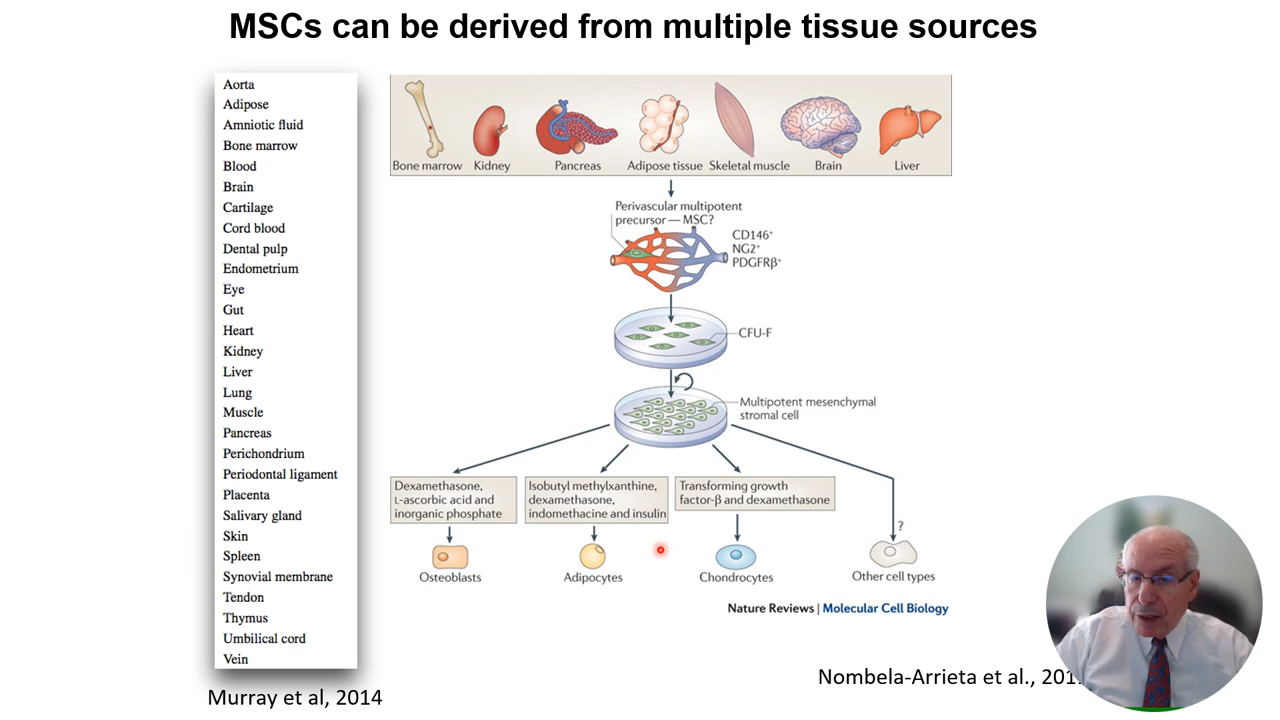 MSCs can be derived from multiple tissue sources
Aorta
Adipose
Amniotic fluid
Bone marrow
Blood
Brain
Cartilage
Cord blood
Dental pulp
Endometrium
Eye
Gut
Heart
Kidney
Liver
Lung
Muscle
Pancreas
Perichondrium
Periodontal ligament
Placenta
Salivary gland
Skin
Spleen
Synovial membrane
Tendon
Thymus
Umbilical cord
Vein
Murray et al, 2014
Bone marrow Kidney Pancreas Adipose tissue Skeletal muscle Brain Liver
Perivascular multipotent
precursor — MSC?
CD146⁺
NG2⁺
PDGFRβ⁺
CFU-F
Multipotent mesenchymal
stromal cell
Dexamethasone,
L-ascorbic acid and
inorganic phosphate
Isobutyl methylxanthine,
dexamethasone,
indomethacine and insulin
Transforming growth
factor-β and dexamethasone
?
Osteoblasts Adipocytes Chondrocytes Other cell types
Nature Reviews | Molecular Cell Biology
Nombela-Arrieta et al.,